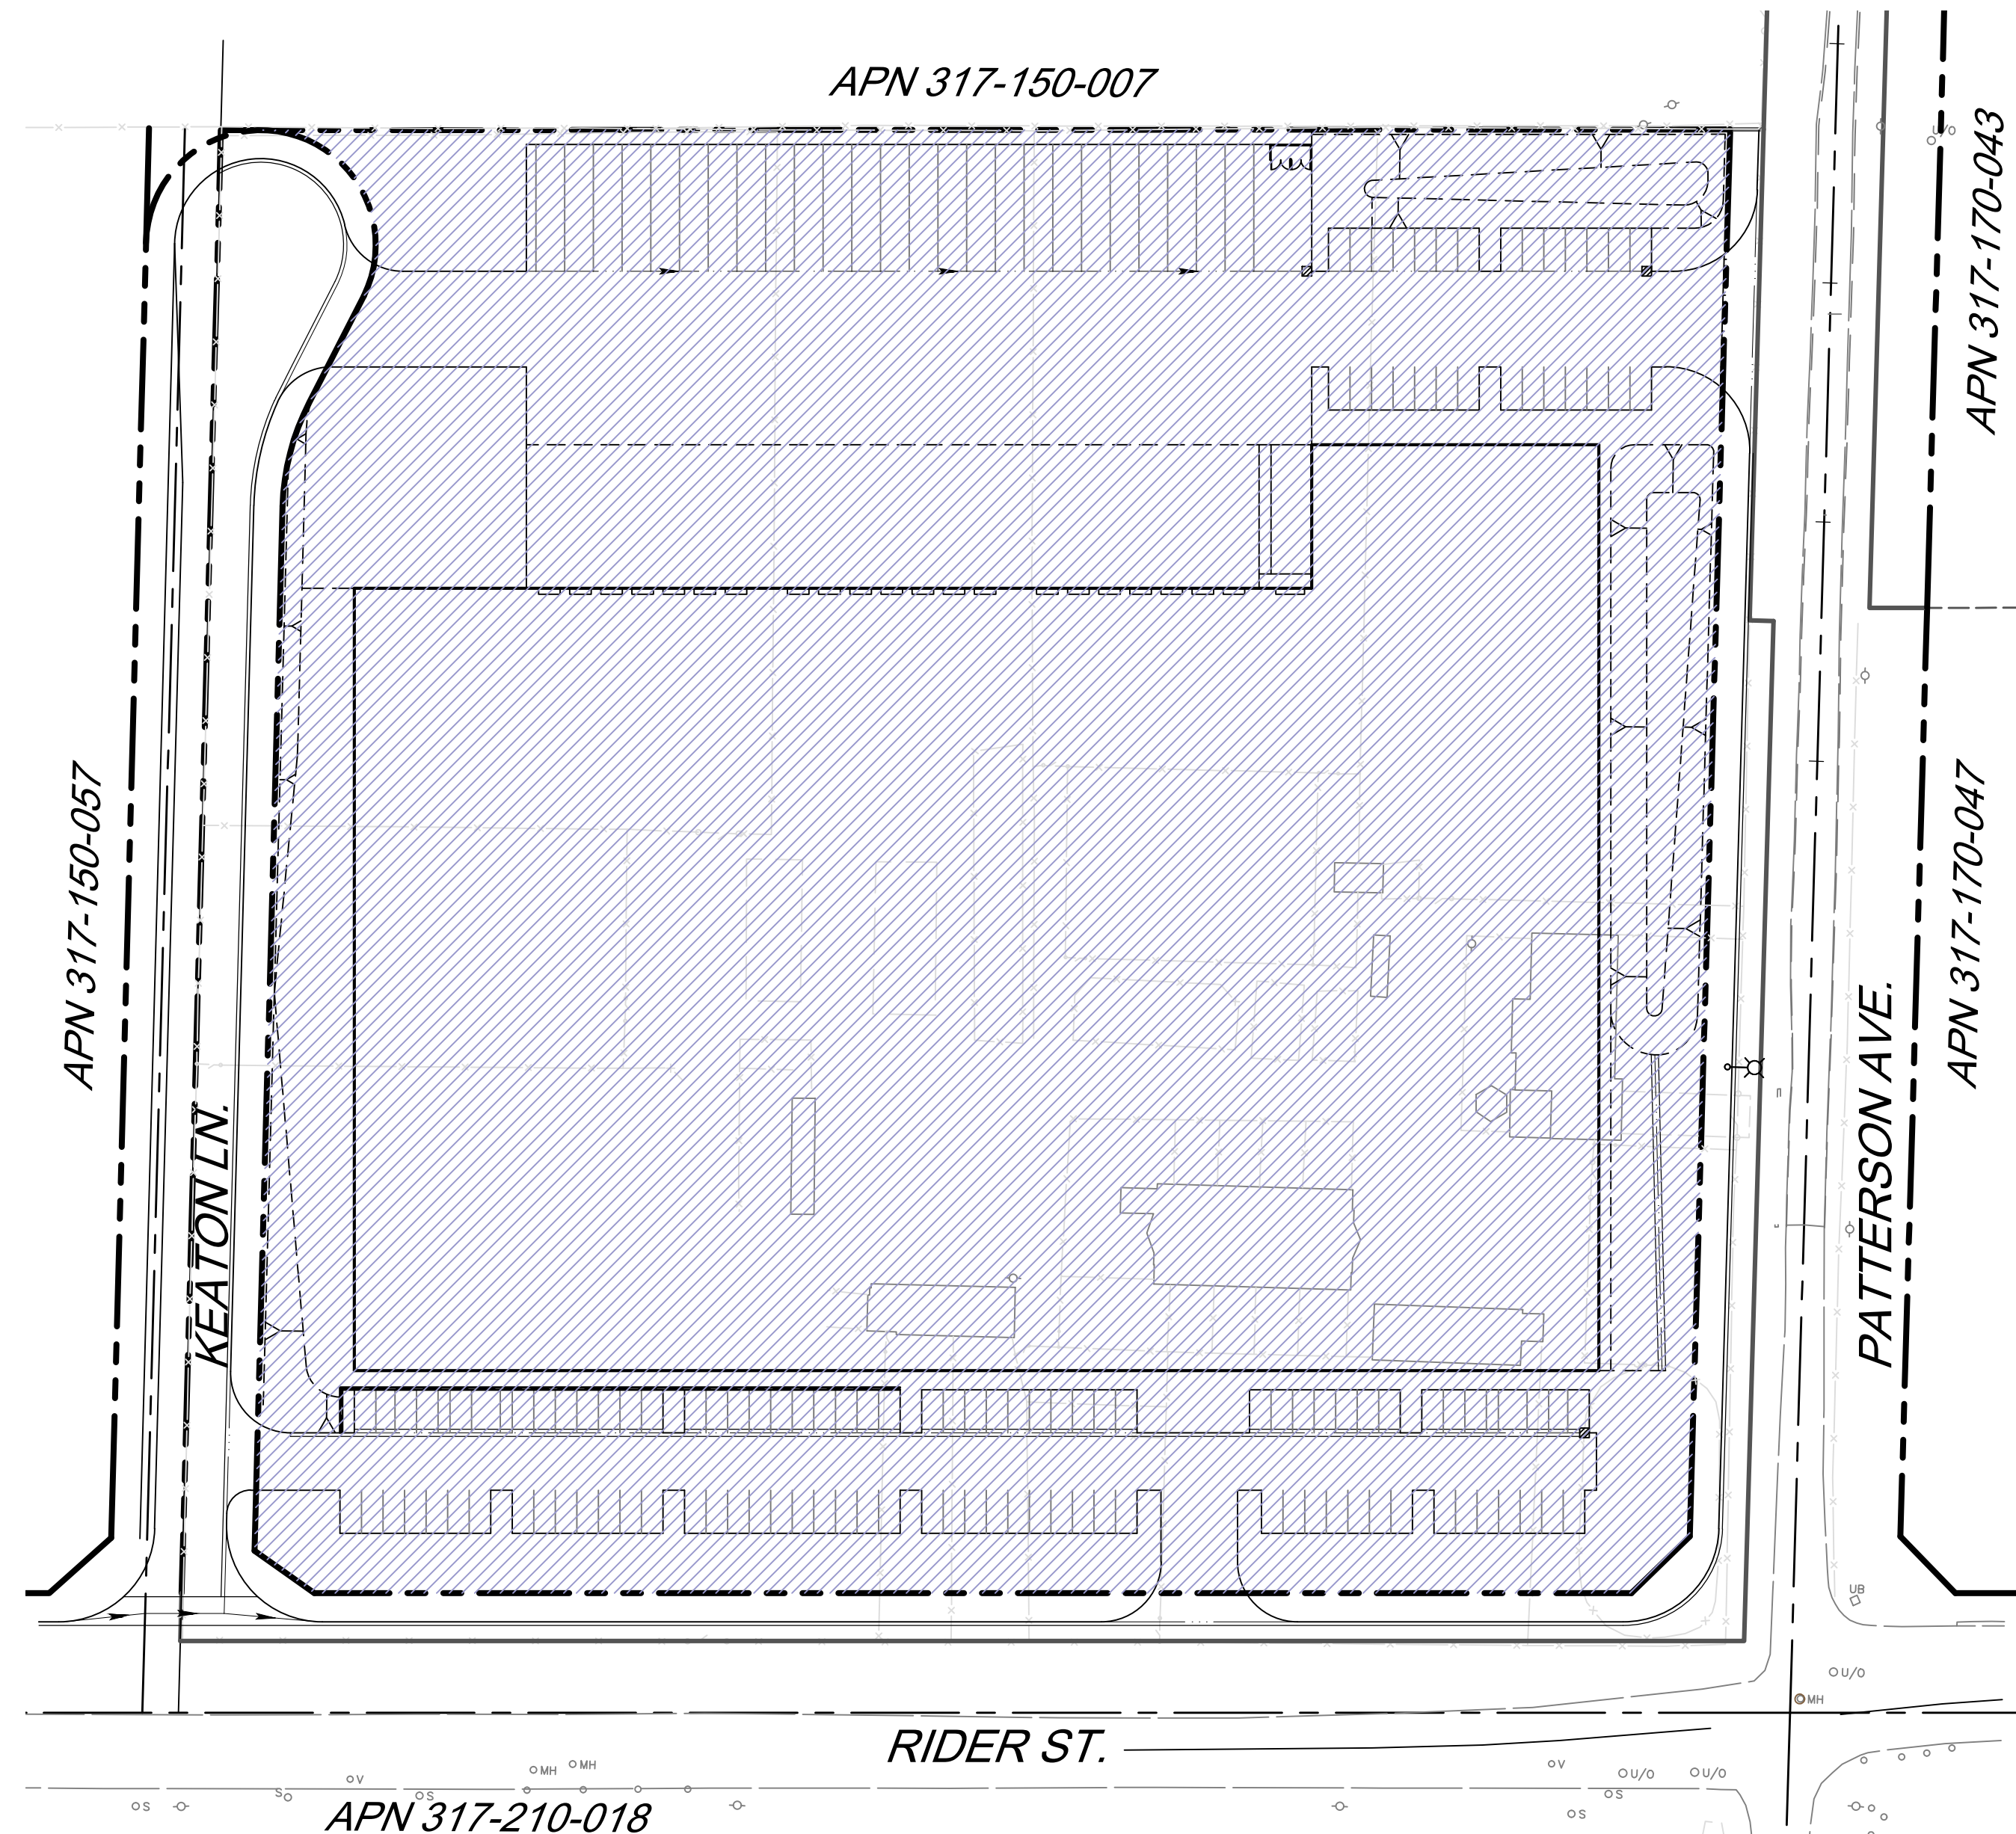 APN 317-150-007
U/O
APN 317-170-043
APN 317-150-057
KEATON LN.
PATTERSON AVE.
APN 317-170-047
UB
U/O
MH
RIDER ST.
MH
MH
V
V
U/O
U/O
S
S
S
S
S
APN 317-210-018